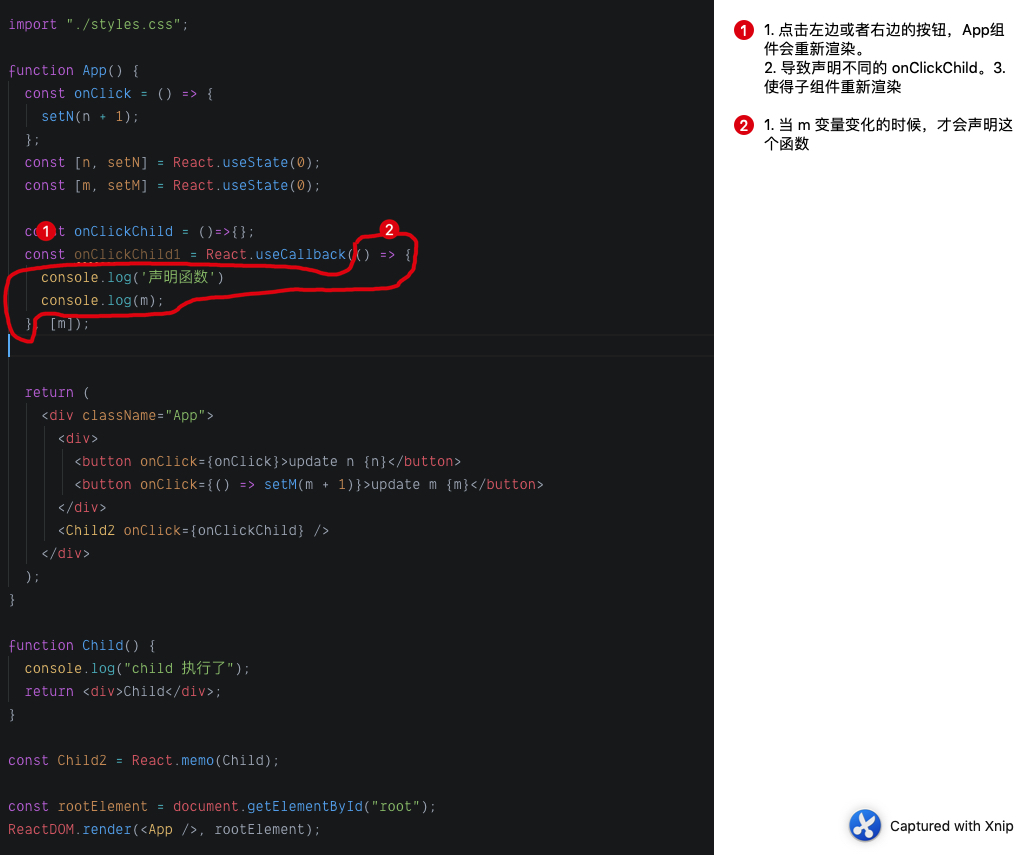 import "./styles.css";
function App() {
const onClick = () => {
setN(n + 1);
};
const [n, setN] = React.useState(0);
const [m, setM] = React.useState(0);
1
2
onClickChild = ()=>{};
const onClickChild1 = React.useCallback(() => {
console.log('声明函数')
console.log(m);
}, [m]);
return (
<div className="App">
<div>
<button onClick={onClick}>update n {n}</button>
<button onClick={() => setM(m + 1)}>update m {m}</button>
</div>
<Child2 onClick={onClickChild} />
</div>
);
}
function Child() {
console.log("child 执行了");
return <div>Child</div>;
}
const Child2 = React.memo(Child);
const rootElement = document.getElementById("root");
ReactDOM.render(<App />, rootElement);
1 1. 点击左边或者右边的按钮，App组
件会重新渲染。
2. 导致声明不同的 onClickChild。3.
使得子组件重新渲染
2 1. 当 m 变量变化的时候，才会声明这
个函数
Captured with Xnip